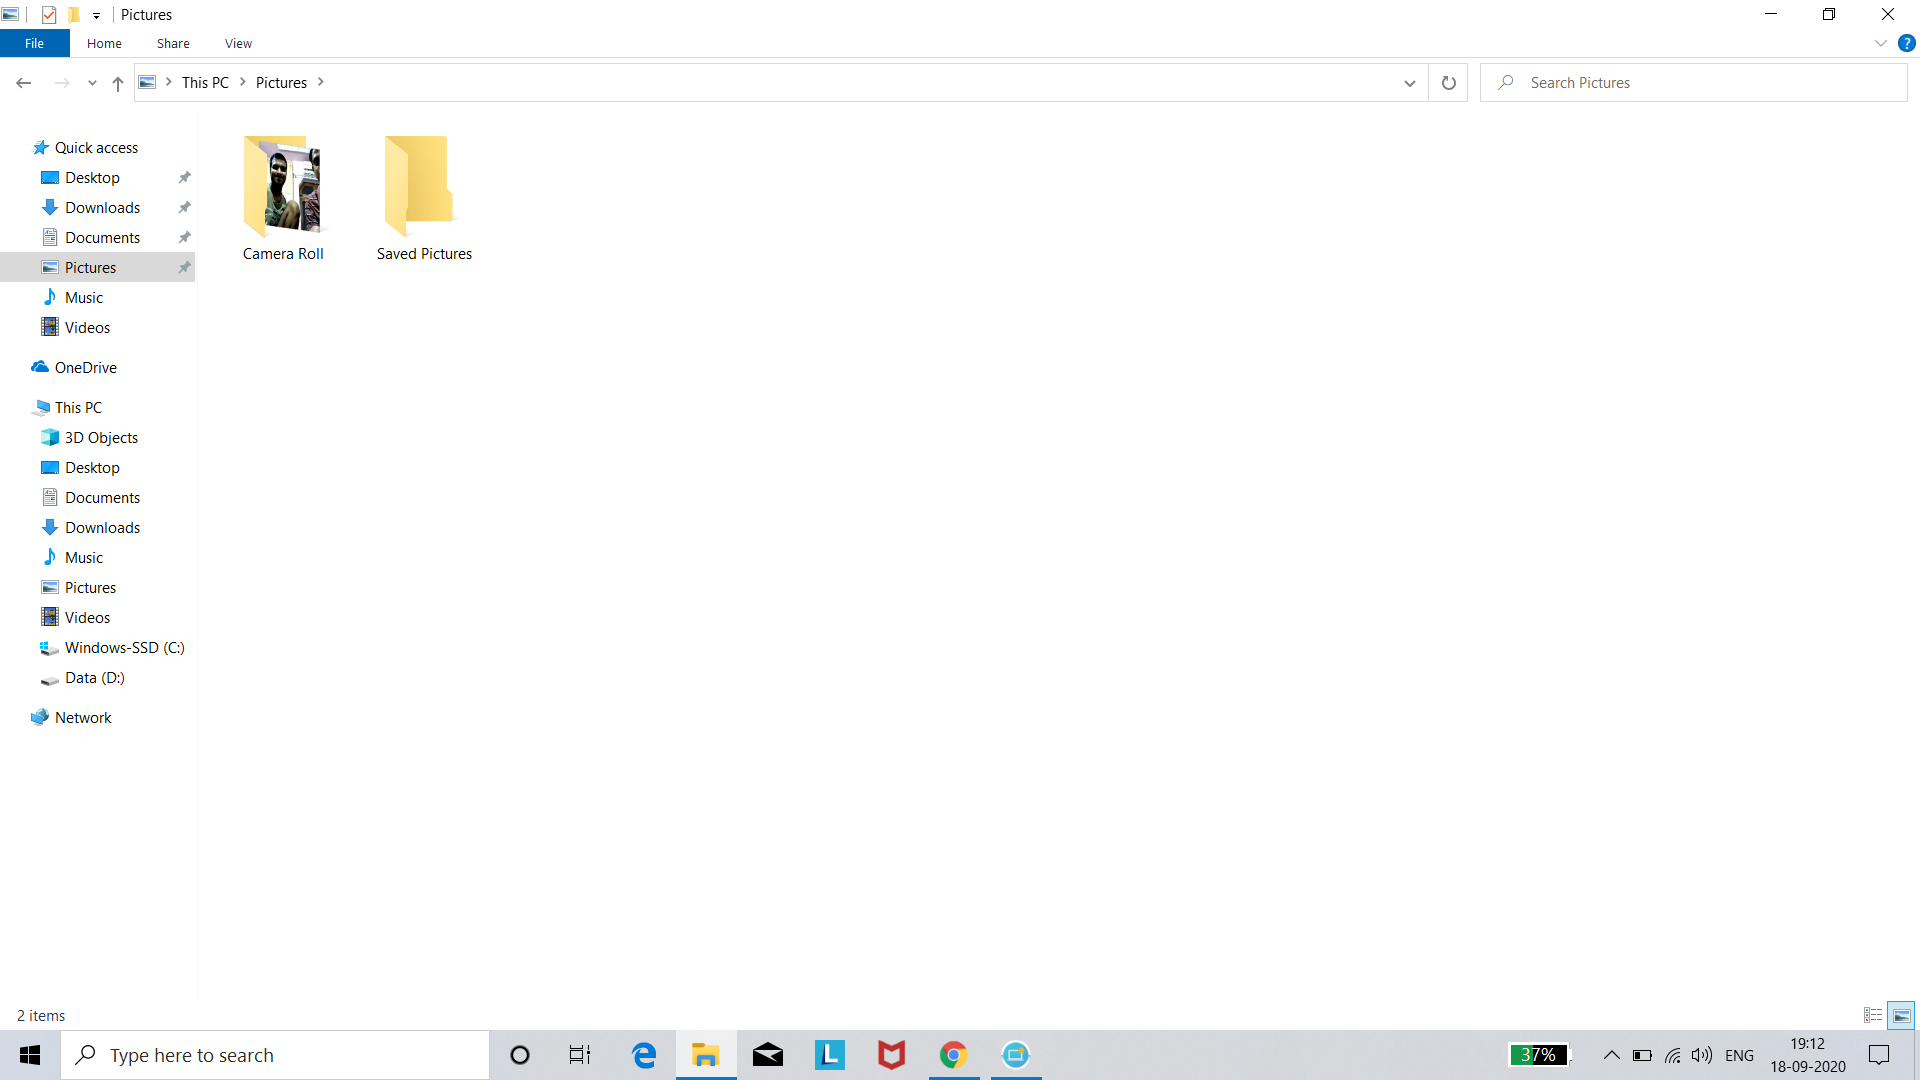 Pictures
File Home Share View
This PC Pictures
Search Pictures
Quick access
Desktop
Downloads
Documents
Pictures
Music
Videos
OneDrive
This PC
3D Objects
Desktop
Documents
Downloads
Music
Pictures
Videos
Windows-SSD (C:)
Data (D:)
Network
Camera Roll
Saved Pictures
2 items
Type here to search
37%
ENG
19:12
18-09-2020